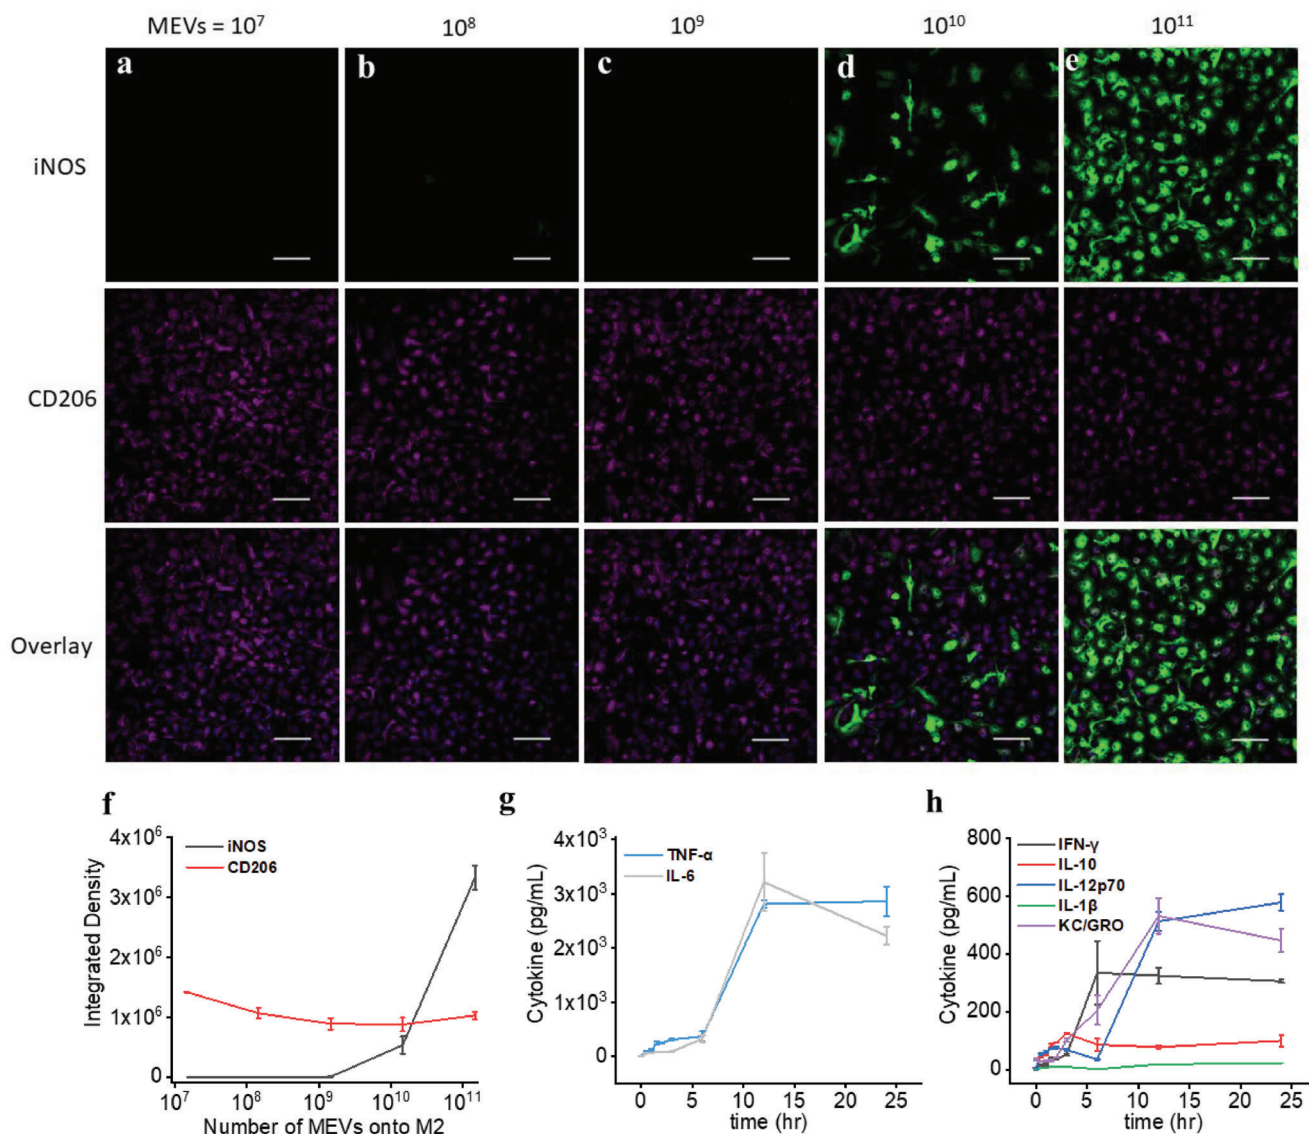 MEVs = 10⁷ 10⁸ 10⁹ 10¹⁰ 10¹¹
a b c d e
iNOS
CD206
Overlay
f
iNOS
CD206
4x10⁶
3x10⁶
2x10⁶
1x10⁶
0
Integrated Density
10⁷ 10⁸ 10⁹ 10¹⁰ 10¹¹
Number of MEVs onto M2
g
TNF-α
IL-6
4x10³
3x10³
2x10³
1x10³
0
Cytokine (pg/mL)
0 5 10 15 20 25
time (hr)
h
IFN-γ
IL-10
IL-12p70
IL-1β
KC/GRO
800
600
400
200
0
Cytokine (pg/mL)
0 5 10 15 20 25
time (hr)